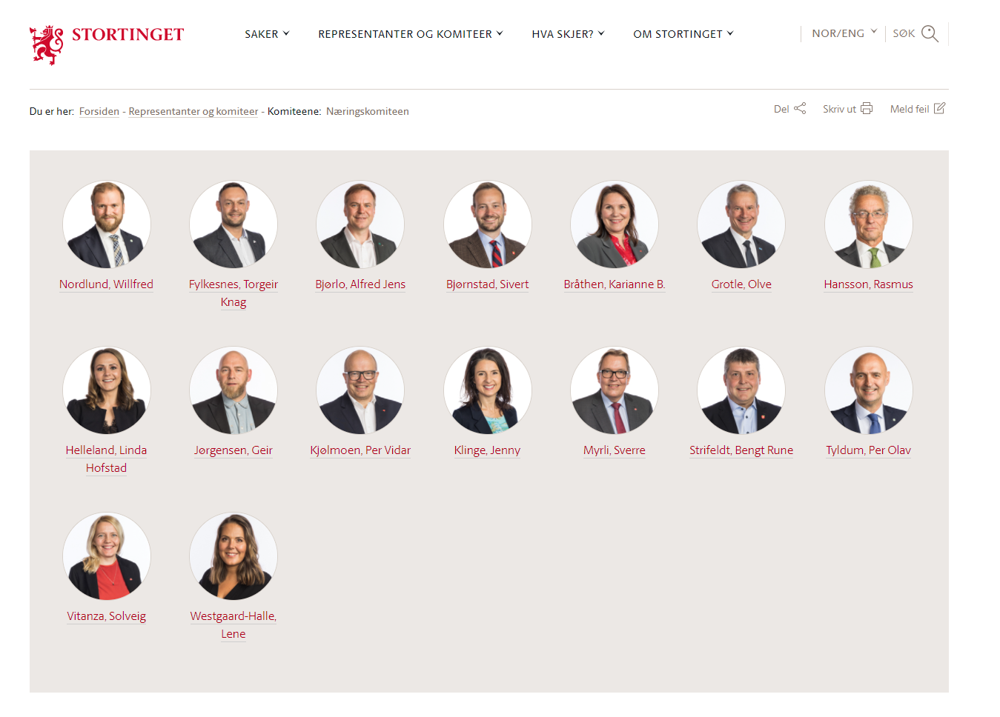 STORTINGET
SAKER
REPRESENTANTER OG KOMITEER
HVA SKJER?
OM STORTINGET
NOR/ENG
SØK
Du er her: Forsiden - Representanter og komiteer - Komiteene: Næringskomiteen
Del
Skriv ut
Meld feil
Nordlund, Willfred
Fylkesnes, Torgeir
Knag
Bjørlo, Alfred Jens
Bjørnstad, Sivert
Bråthen, Karianne B.
Grotle, Olve
Hansson, Rasmus
Helleland, Linda
Hofstad
Jørgensen, Geir
Kjølmoen, Per Vidar
Klinge, Jenny
Myrli, Sverre
Strifeldt, Bengt Rune
Tyldum, Per Olav
Vitanza, Solveig
Westgaard-Halle,
Lene